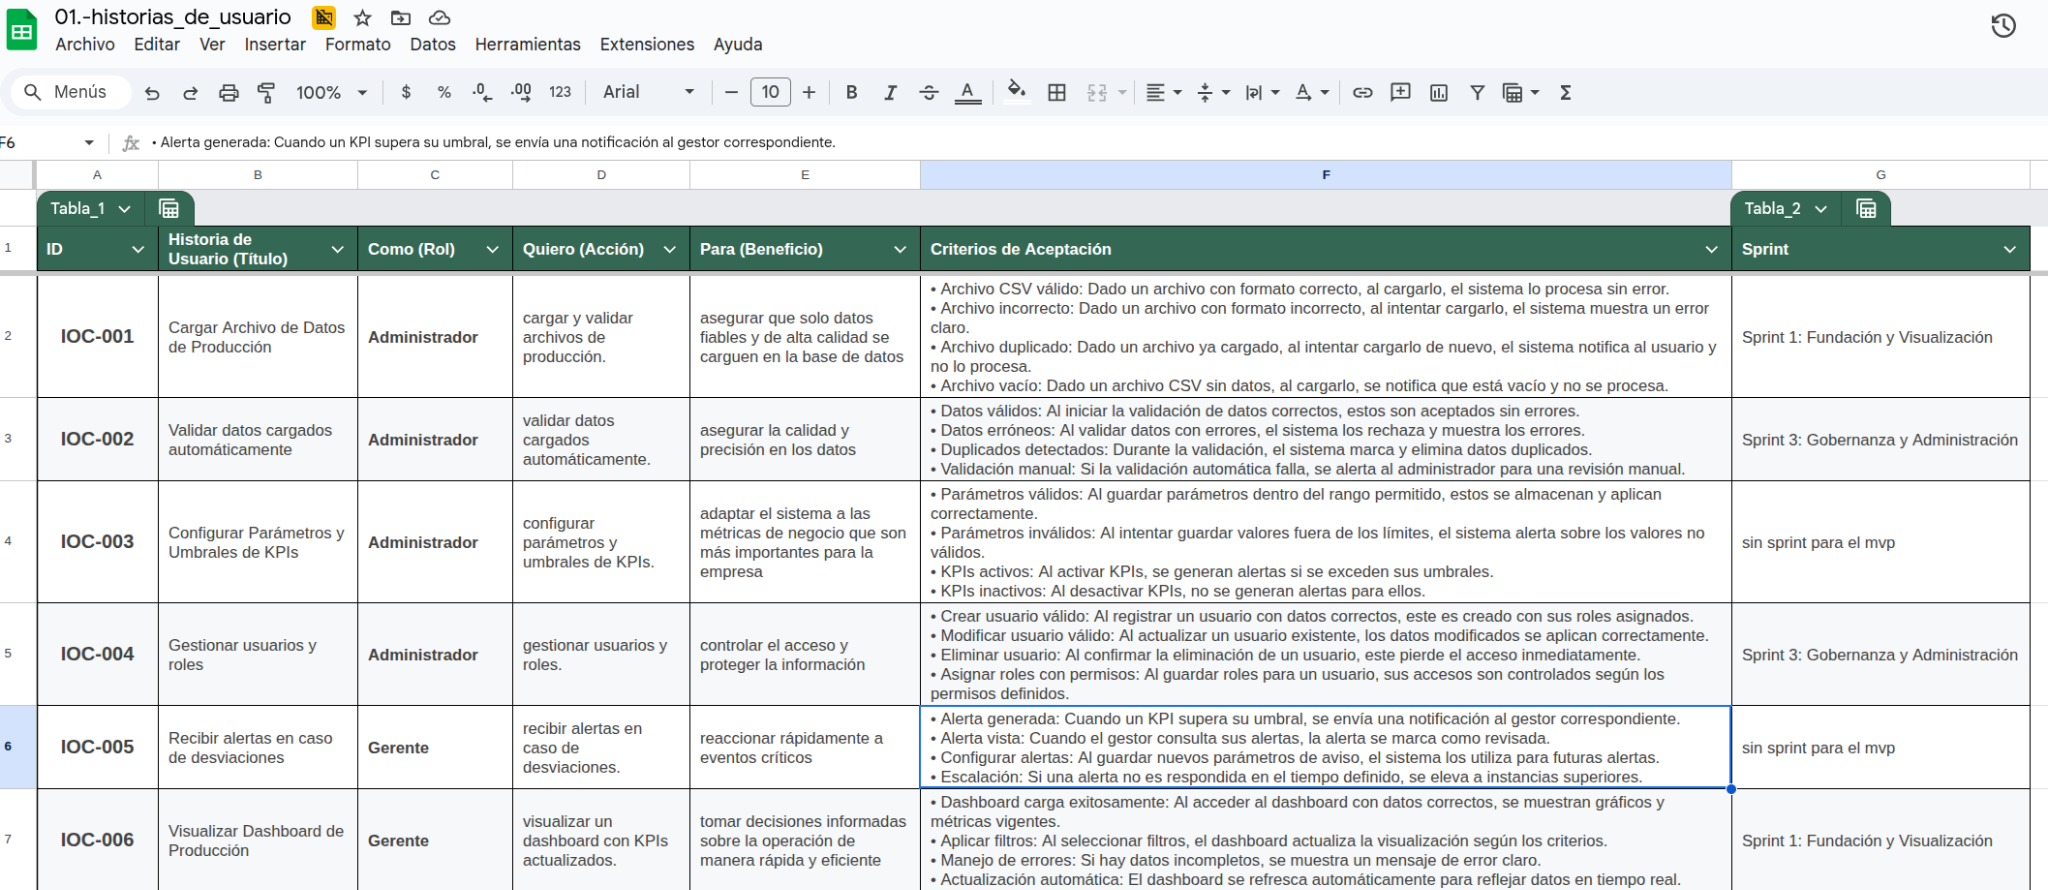 01.-historias_de_usuario
Archivo Editar Ver Insertar Formato Datos Herramientas Extensiones Ayuda
Menús 100% $ % .0 .00 123 Arial 10 B I A A Σ
F6 fx • Alerta generada: Cuando un KPI supera su umbral, se envía una notificación al gestor correspondiente.
A B C D E F G
Tabla_1 Tabla_2
1
ID
Historia de
Usuario (Título)
Como (Rol)
Quiero (Acción)
Para (Beneficio)
Criterios de Aceptación
Sprint
2
IOC-001
Cargar Archivo de Datos
de Producción
Administrador
cargar y validar
archivos de
producción.
asegurar que solo datos
fiables y de alta calidad se
carguen en la base de datos
• Archivo CSV válido: Dado un archivo con formato correcto, al cargarlo, el sistema lo procesa sin error.
• Archivo incorrecto: Dado un archivo con formato incorrecto, al intentar cargarlo, el sistema muestra un error
claro.
• Archivo duplicado: Dado un archivo ya cargado, al intentar cargarlo de nuevo, el sistema notifica al usuario y
no lo procesa.
• Archivo vacío: Dado un archivo CSV sin datos, al cargarlo, se notifica que está vacío y no se procesa.
Sprint 1: Fundación y Visualización
3
IOC-002
Validar datos cargados
automáticamente
Administrador
validar datos
cargados
automáticamente.
asegurar la calidad y
precisión en los datos
• Datos válidos: Al iniciar la validación de datos correctos, estos son aceptados sin errores.
• Datos erróneos: Al validar datos con errores, el sistema los rechaza y muestra los errores.
• Duplicados detectados: Durante la validación, el sistema marca y elimina datos duplicados.
• Validación manual: Si la validación automática falla, se alerta al administrador para una revisión manual.
Sprint 3: Gobernanza y Administración
4
IOC-003
Configurar Parámetros y
Umbrales de KPIs
Administrador
configurar
parámetros y
umbrales de KPIs.
adaptar el sistema a las
métricas de negocio que son
más importantes para la
empresa
• Parámetros válidos: Al guardar parámetros dentro del rango permitido, estos se almacenan y aplican
correctamente.
• Parámetros inválidos: Al intentar guardar valores fuera de los límites, el sistema alerta sobre los valores no
válidos.
• KPIs activos: Al activar KPIs, se generan alertas si se exceden sus umbrales.
• KPIs inactivos: Al desactivar KPIs, no se generan alertas para ellos.
sin sprint para el mvp
5
IOC-004
Gestionar usuarios y
roles
Administrador
gestionar usuarios y
roles.
controlar el acceso y
proteger la información
• Crear usuario válido: Al registrar un usuario con datos correctos, este es creado con sus roles asignados.
• Modificar usuario válido: Al actualizar un usuario existente, los datos modificados se aplican correctamente.
• Eliminar usuario: Al confirmar la eliminación de un usuario, este pierde el acceso inmediatamente.
• Asignar roles con permisos: Al guardar roles para un usuario, sus accesos son controlados según los
permisos definidos.
Sprint 3: Gobernanza y Administración
6
IOC-005
Recibir alertas en caso
de desviaciones
Gerente
recibir alertas en
caso de
desviaciones.
reaccionar rápidamente a
eventos críticos
• Alerta generada: Cuando un KPI supera su umbral, se envía una notificación al gestor correspondiente.
• Alerta vista: Cuando el gestor consulta sus alertas, la alerta se marca como revisada.
• Configurar alertas: Al guardar nuevos parámetros de aviso, el sistema los utiliza para futuras alertas.
• Escalación: Si una alerta no es respondida en el tiempo definido, se eleva a instancias superiores.
sin sprint para el mvp
7
IOC-006
Visualizar Dashboard de
Producción
Gerente
visualizar un
dashboard con KPIs
actualizados.
tomar decisiones informadas
sobre la operación de
manera rápida y eficiente
• Dashboard carga exitosamente: Al acceder al dashboard con datos correctos, se muestran gráficos y
métricas vigentes.
• Aplicar filtros: Al seleccionar filtros, el dashboard actualiza la visualización según los criterios.
• Manejo de errores: Si hay datos incompletos, se muestra un mensaje de error claro.
• Actualización automática: El dashboard se refresca automáticamente para reflejar datos en tiempo real.
Sprint 1: Fundación y Visualización